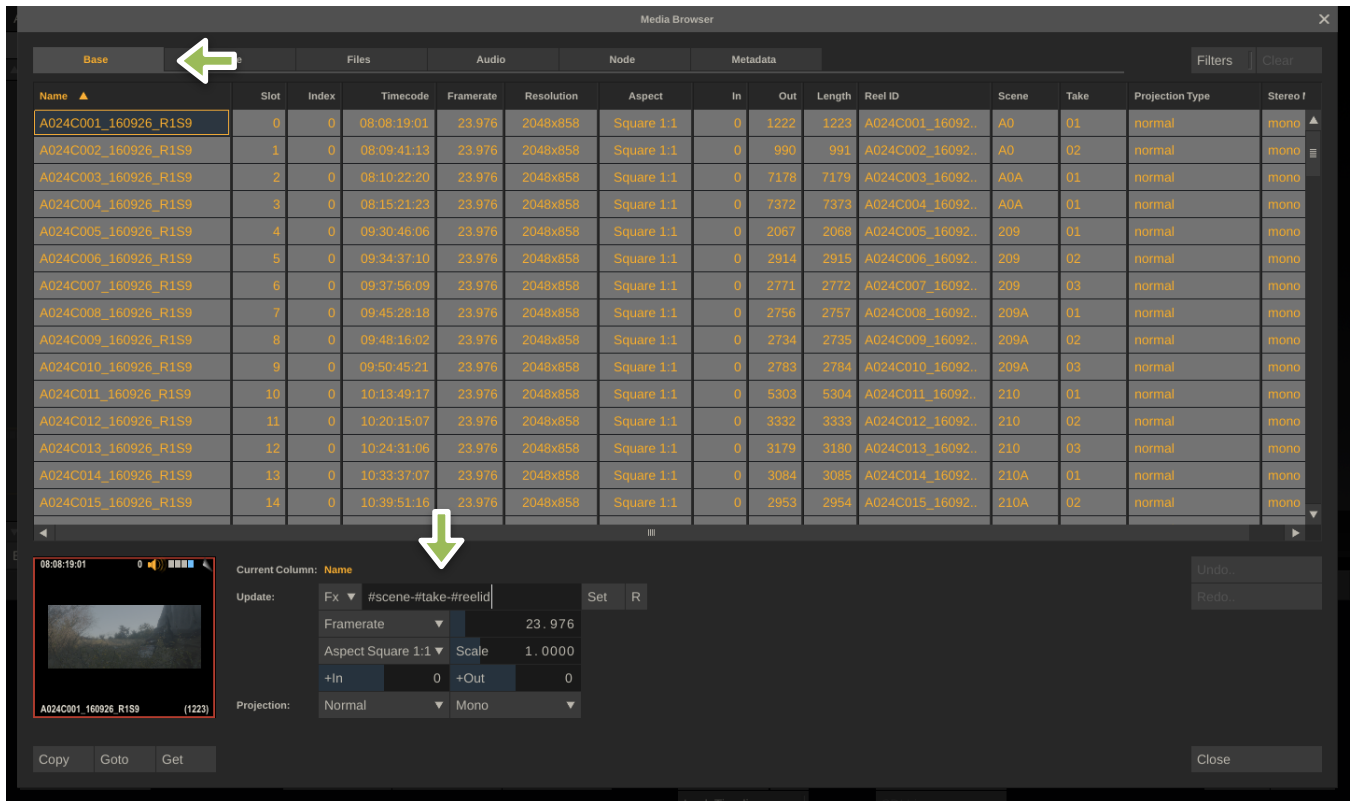 Media Browser
Base Files Audio Node Metadata Filters Clear
Name Slot Index Timecode Framerate Resolution Aspect In Out Length Reel ID Scene Take Projection Type Stereo
A024C001_160926_R1S9 0 0 08:08:19:01 23.976 2048x858 Square 1:1 0 1222 1223 A024C001_16092.. A0 01 normal mono
A024C002_160926_R1S9 1 0 08:09:41:13 23.976 2048x858 Square 1:1 0 990 991 A024C002_16092.. A0 02 normal mono
A024C003_160926_R1S9 2 0 08:10:22:20 23.976 2048x858 Square 1:1 0 7178 7179 A024C003_16092.. A0A 01 normal mono
A024C004_160926_R1S9 3 0 08:15:21:23 23.976 2048x858 Square 1:1 0 7372 7373 A024C004_16092.. A0A 01 normal mono
A024C005_160926_R1S9 4 0 09:30:46:06 23.976 2048x858 Square 1:1 0 2067 2068 A024C005_16092.. 209 01 normal mono
A024C006_160926_R1S9 5 0 09:34:37:10 23.976 2048x858 Square 1:1 0 2914 2915 A024C006_16092.. 209 02 normal mono
A024C007_160926_R1S9 6 0 09:37:56:09 23.976 2048x858 Square 1:1 0 2771 2772 A024C007_16092.. 209 03 normal mono
A024C008_160926_R1S9 7 0 09:45:28:18 23.976 2048x858 Square 1:1 0 2756 2757 A024C008_16092.. 209A 01 normal mono
A024C009_160926_R1S9 8 0 09:48:16:02 23.976 2048x858 Square 1:1 0 2734 2735 A024C009_16092.. 209A 02 normal mono
A024C010_160926_R1S9 9 0 09:50:45:21 23.976 2048x858 Square 1:1 0 2783 2784 A024C010_16092.. 209A 03 normal mono
A024C011_160926_R1S9 10 0 10:13:49:17 23.976 2048x858 Square 1:1 0 5303 5304 A024C011_16092.. 210 01 normal mono
A024C012_160926_R1S9 11 0 10:20:15:07 23.976 2048x858 Square 1:1 0 3332 3333 A024C012_16092.. 210 02 normal mono
A024C013_160926_R1S9 12 0 10:24:31:06 23.976 2048x858 Square 1:1 0 3179 3180 A024C013_16092.. 210 03 normal mono
A024C014_160926_R1S9 13 0 10:33:37:07 23.976 2048x858 Square 1:1 0 3084 3085 A024C014_16092.. 210A 01 normal mono
A024C015_160926_R1S9 14 0 10:39:51:16 23.976 2048x858 Square 1:1 0 2953 2954 A024C015_16092.. 210A 02 normal mono
08:08:19:01 0
A024C001_160926_R1S9 (1223)
Current Column: Name
Update: Fx #scene-#take-#reelid Set R
Framerate 23.976
Aspect Square 1:1 Scale 1.0000
+In 0 +Out 0
Projection: Normal Mono
Undo..
Redo..
Copy Goto Get Close